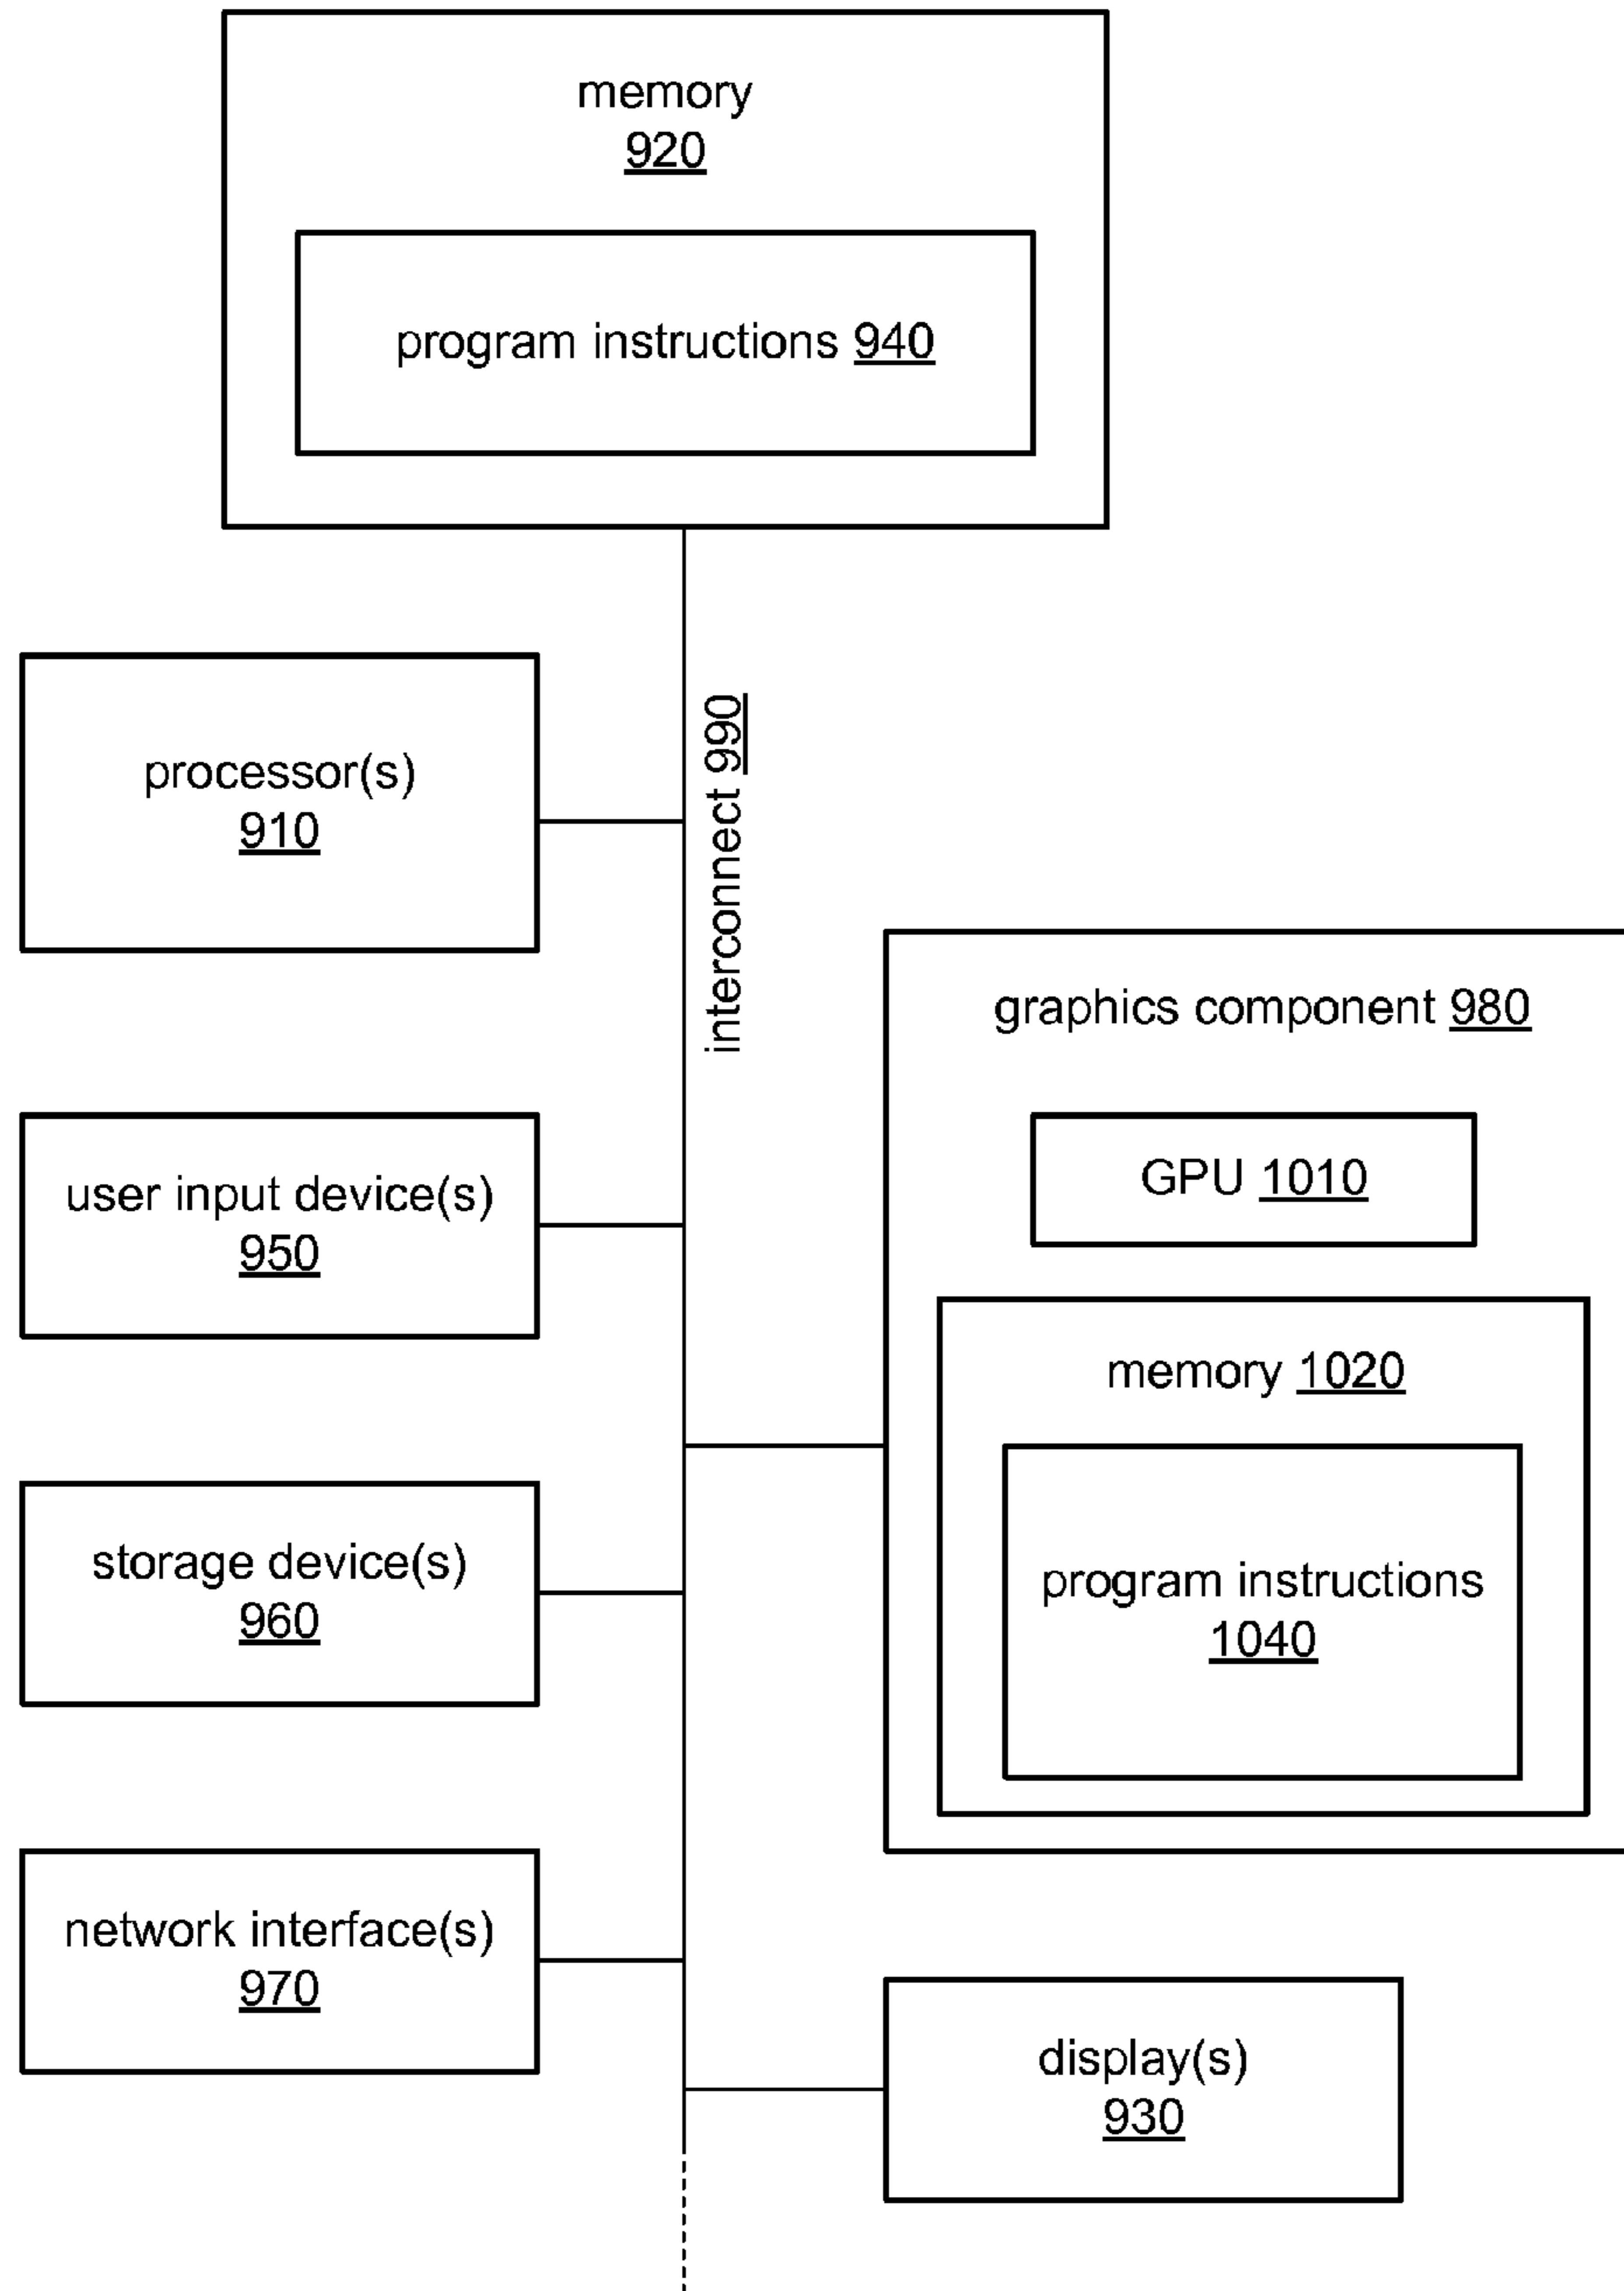 memory
920
program instructions 940
processor(s)
910
interconnect 990
graphics component 980
GPU 1010
user input device(s)
950
memory 1020
storage device(s)
960
program instructions
1040
network interface(s)
970
display(s)
930